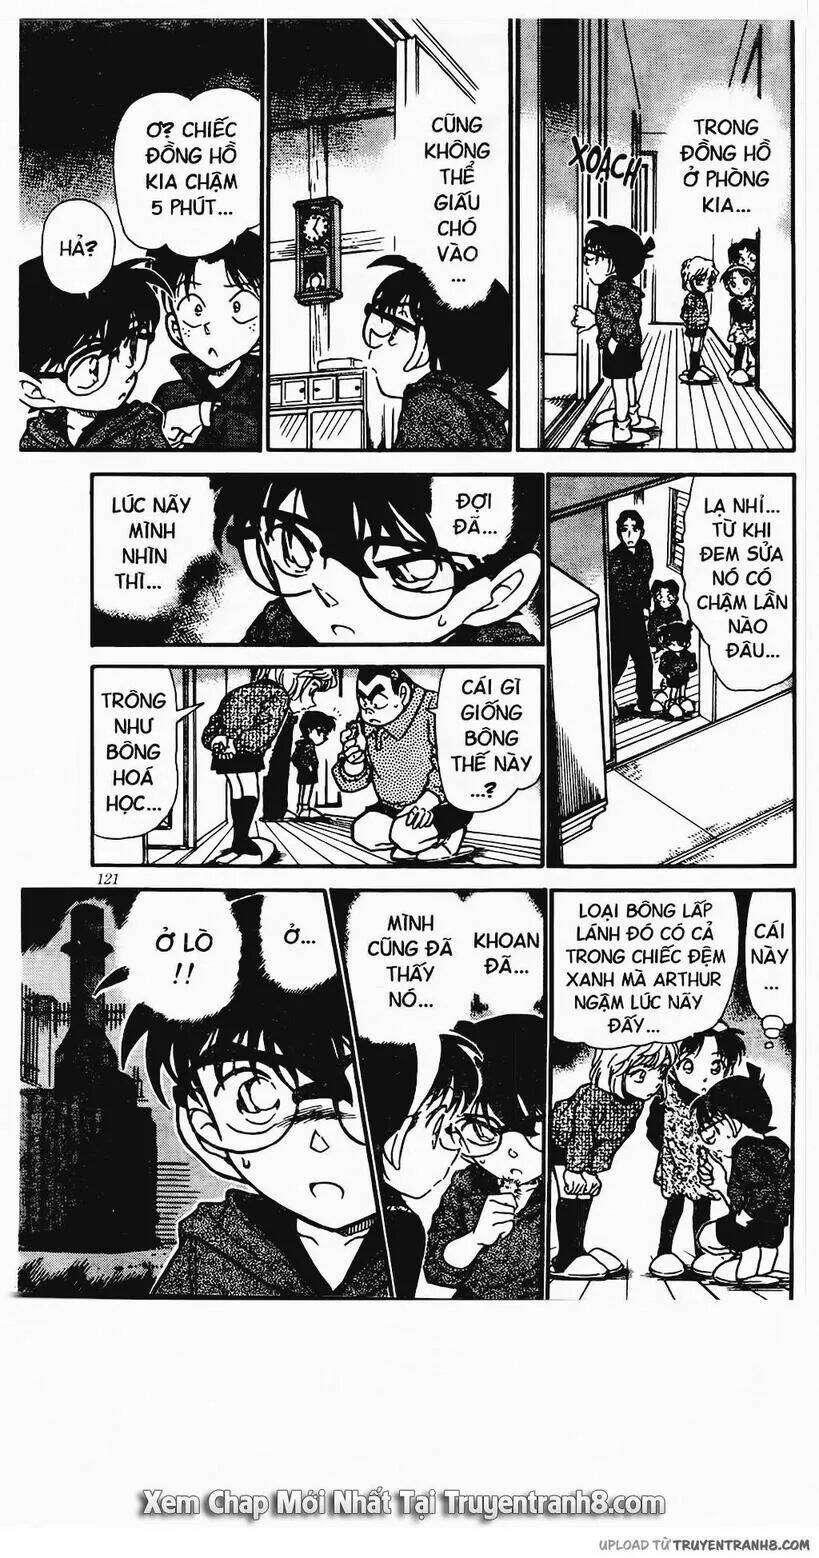 TRONG
ĐỒNG HỒ
Ở PHÒNG
KIA...
XOẠCH
CŨNG
KHÔNG
THỂ
GIẤU
CHÓ
VÀO
...
Ơ? CHIẾC
ĐỒNG HỒ
KIA CHẬM
5 PHÚT...
HẢ?
LẠ NHỈ...
TỪ KHI
ĐEM SỬA
NÓ CÓ
CHẬM LẦN
NÀO
ĐÂU...
ĐỢI
ĐÃ...
LÚC NÃY
MÌNH
NHÌN
THÌ...
CÁI GÌ
GIỐNG
BÔNG
THẾ NÀY
...?
TRÔNG
NHƯ
BÔNG
HOÁ
HỌC...
121
CÁI
NÀY
...
LOẠI BÔNG LẤP
LÁNH ĐÓ CÓ CẢ
TRONG CHIẾC ĐỆM
XANH MÀ ARTHUR
NGẬM LÚC NÃY
ĐẤY...
KHOAN
ĐÃ...
MÌNH
CŨNG ĐÃ
THẤY
NÓ...
Ở...
Ở LÒ
!!
Xem Chap Mới Nhất Tại Truyentranh8.com
UPLOAD TỪ TRUYENTRANH8.COM